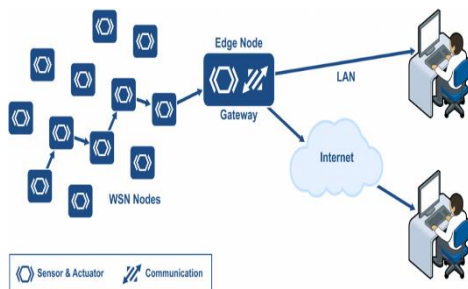 Edge Node
LAN
Gateway
Internet
WSN Nodes
Sensor & Actuator
Communication